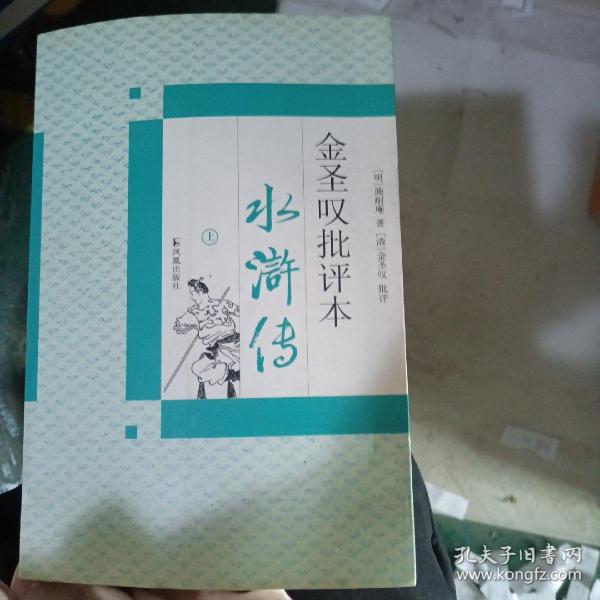 金圣叹批评本
[明]施耐庵 著 [清]金圣叹 批评
水浒传
上
凤凰出版社
孔夫子旧书网
www.kongfz.com